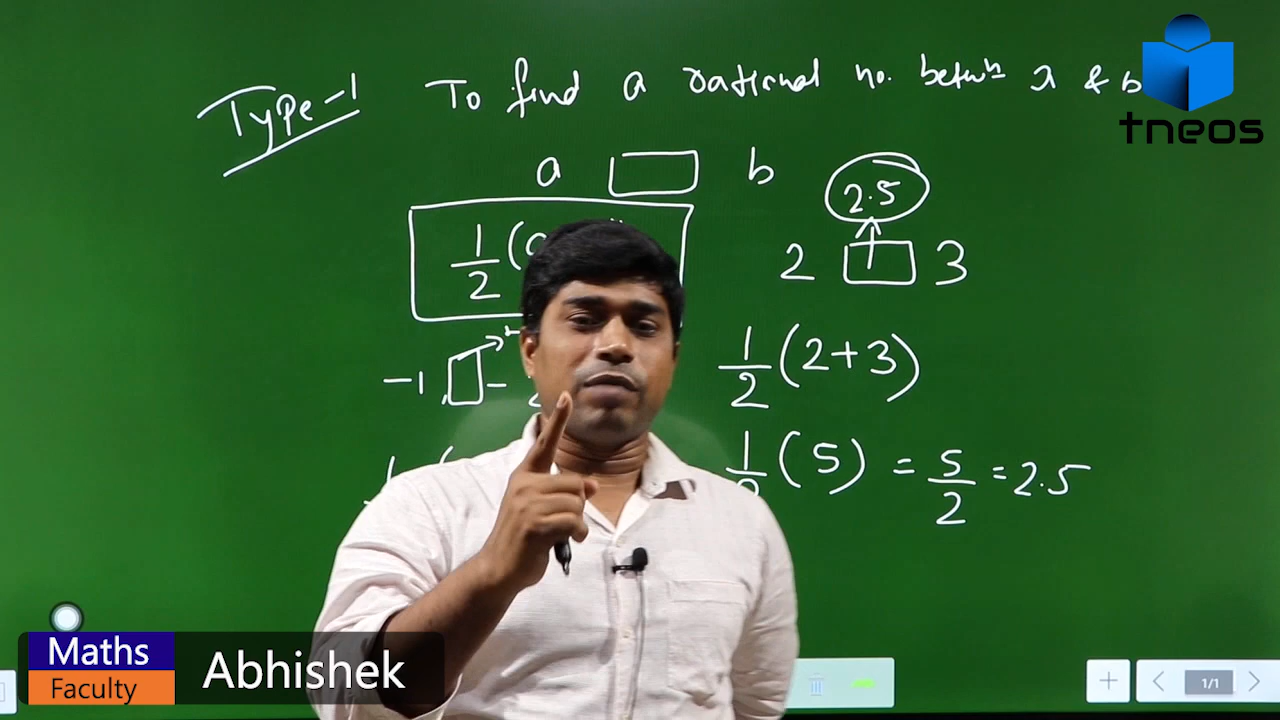 Type-1 To find a rational no. betwn a & b
tneos
a b
2.5
1/2 (a
2 3
-1, -2
1/2 (2+3)
1/2 (5) = 5/2 = 2.5
Maths
Faculty
Abhishek
1/1